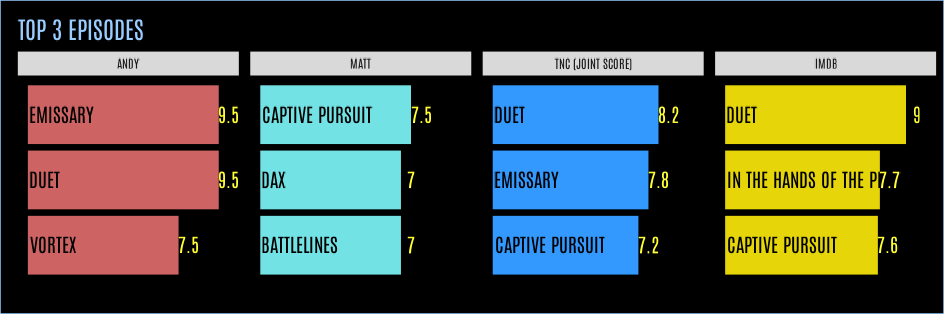 TOP 3 EPISODES
ANDY
EMISSARY 9.5
DUET 9.5
VORTEX 7.5
MATT
CAPTIVE PURSUIT 7.5
DAX 7
BATTLELINES 7
TNC (JOINT SCORE)
DUET 8.2
EMISSARY 7.8
CAPTIVE PURSUIT 7.2
IMDB
DUET 9
IN THE HANDS OF THE P 7.7
CAPTIVE PURSUIT 7.6